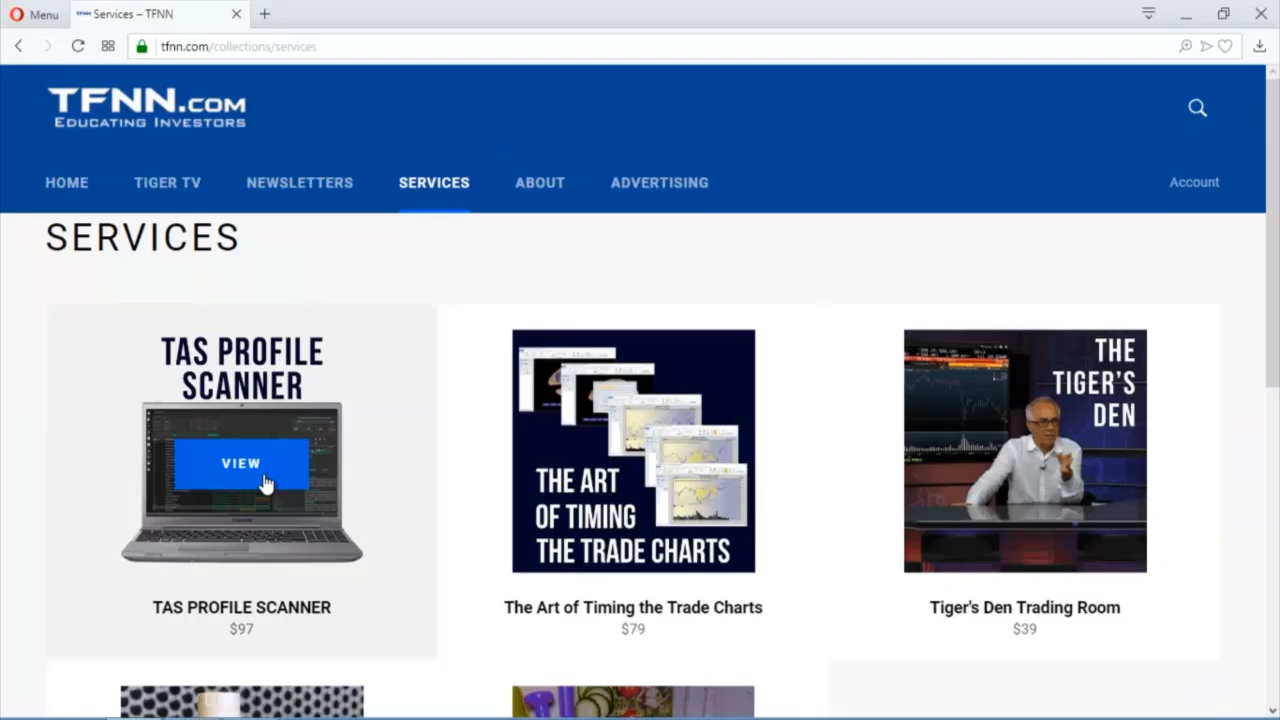 Menu
TFNN
Services – TFNN
tfnn.com/collections/services
TFNN.COM
EDUCATING INVESTORS
HOME
TIGER TV
NEWSLETTERS
SERVICES
ABOUT
ADVERTISING
Account
SERVICES
TAS PROFILE
SCANNER
VIEW
TAS PROFILE SCANNER
$97
THE ART
OF TIMING
THE TRADE CHARTS
The Art of Timing the Trade Charts
$79
THE
TIGER'S
DEN
Tiger's Den Trading Room
$39